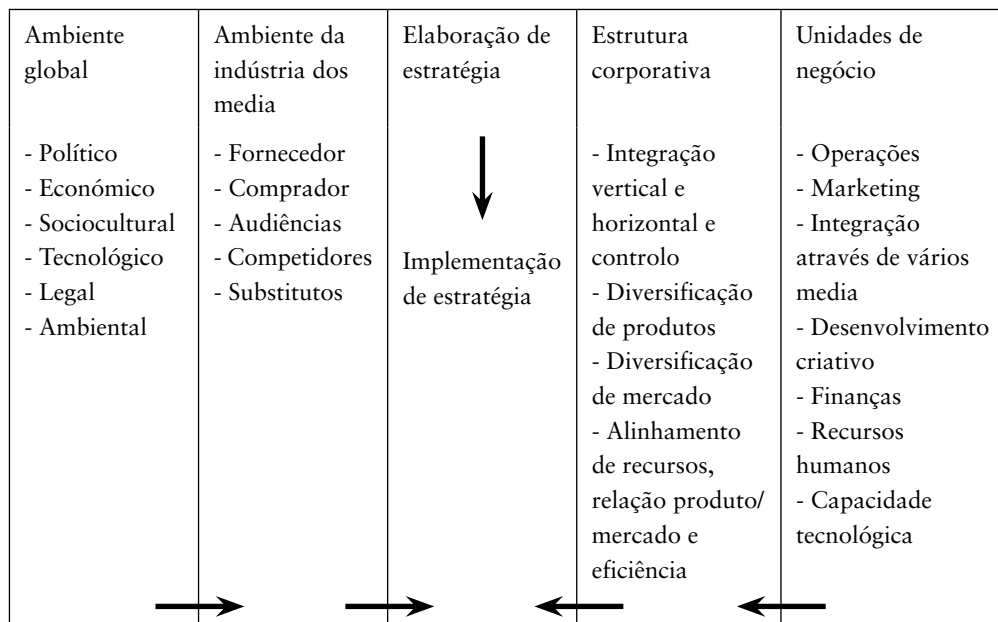 Ambiente
global
Ambiente da
indústria dos
media
Elaboração de
estratégia
Estrutura
corporativa
Unidades de
negócio
- Político
- Económico
- Sociocultural
- Tecnológico
- Legal
- Ambiental
- Fornecedor
- Comprador
- Audiências
- Competidores
- Substitutos
Implementação
de estratégia
- Integração
vertical e
horizontal e
controlo
- Diversificação
de produtos
- Diversificação
de mercado
- Alinhamento
de recursos,
relação produto/
mercado e
eficiência
- Operações
- Marketing
- Integração
através de vários
media
- Desenvolvimento
criativo
- Finanças
- Recursos
humanos
- Capacidade
tecnológica